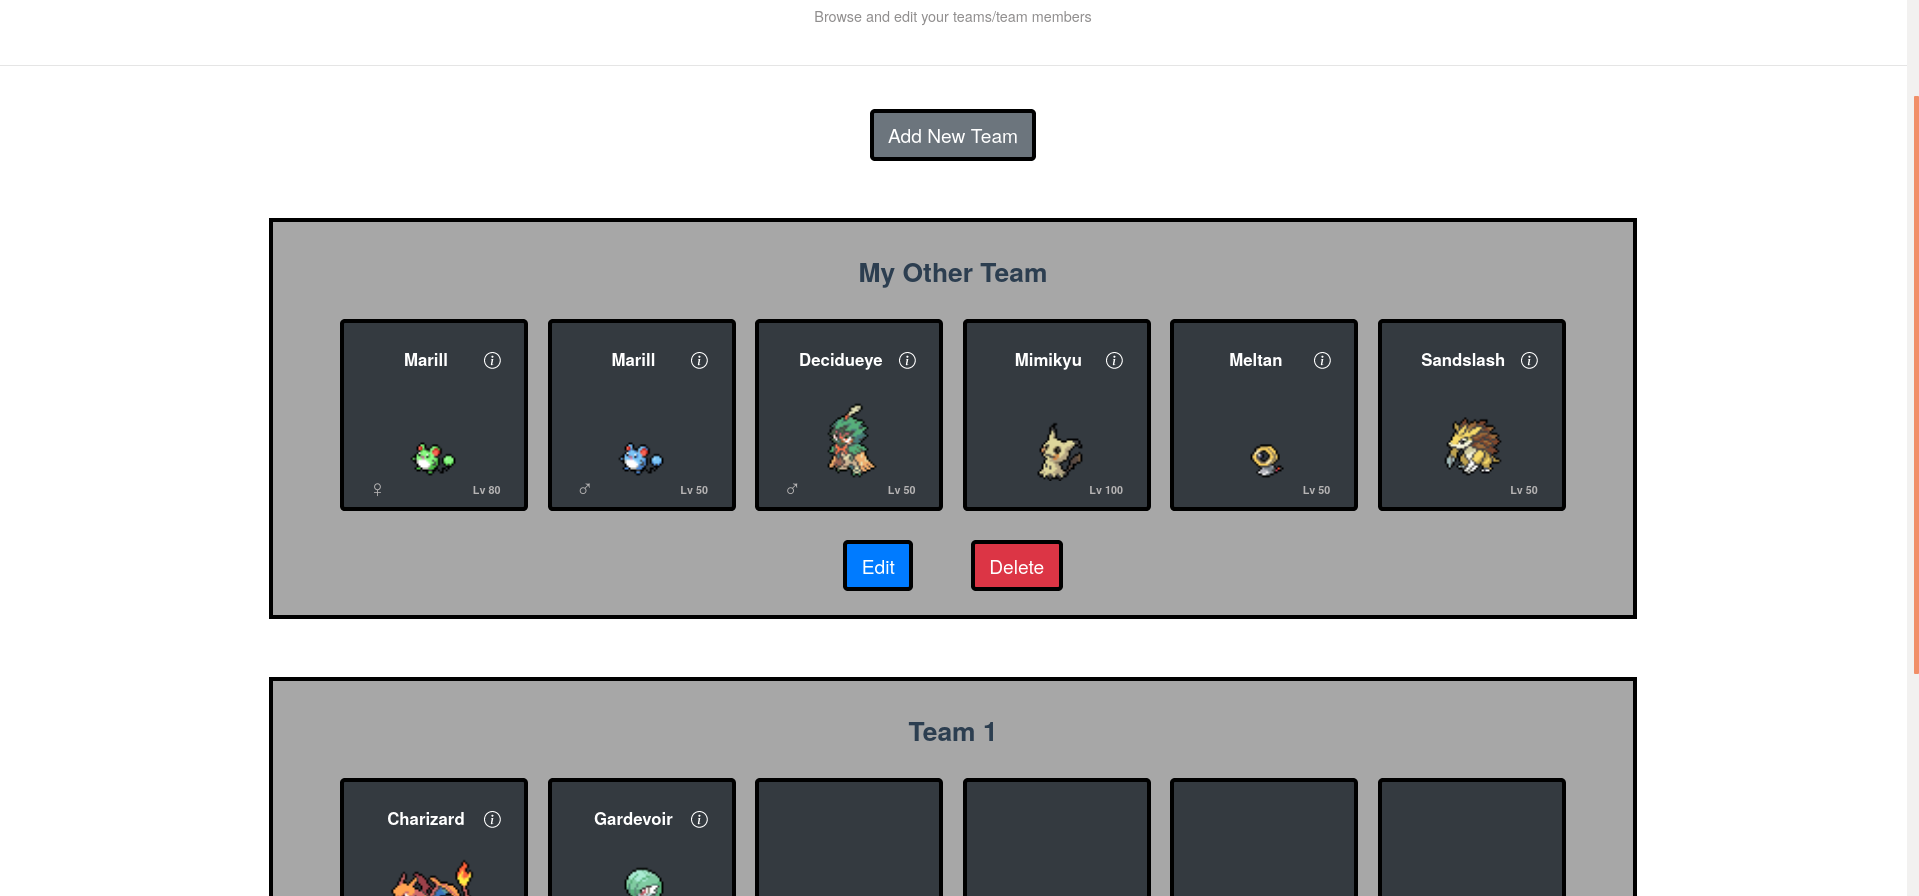 Browse and edit your teams/team members
Add New Team
My Other Team
Marill
Marill
Decidueye
Mimikyu
Meltan
Sandslash
♀ Lv 80
♂ Lv 50
♂ Lv 50
Lv 100
Lv 50
Lv 50
Edit
Delete
Team 1
Charizard
Gardevoir